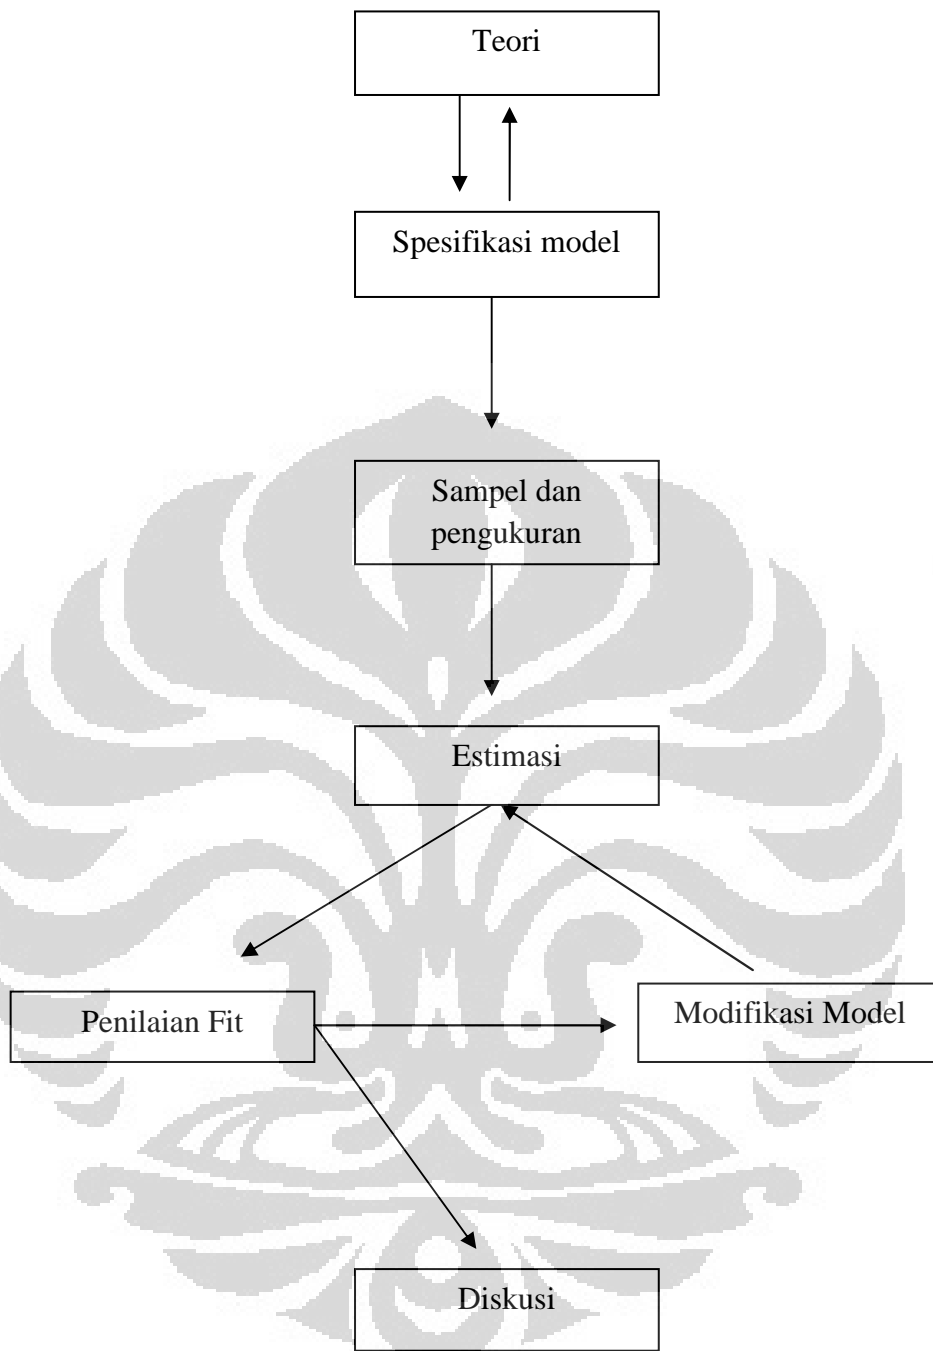 Teori
Spesifikasi model
Sampel dan
pengukuran
Estimasi
Penilaian Fit
Modifikasi Model
Diskusi